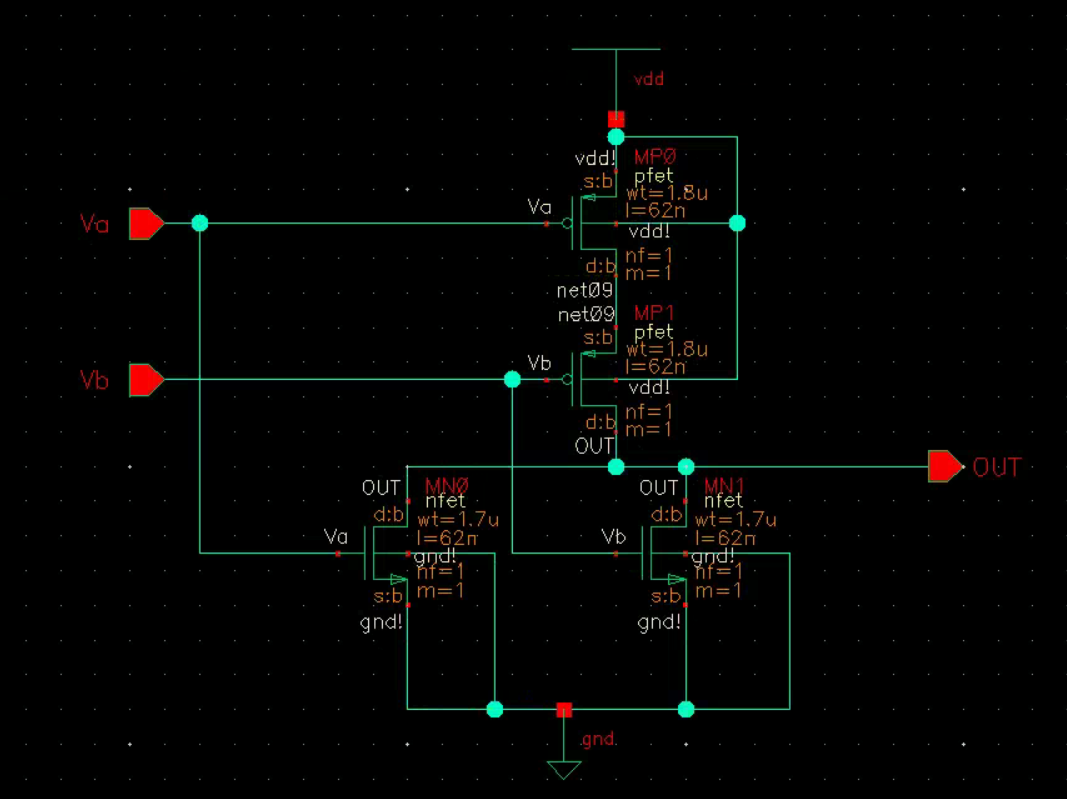 vdd
vdd!
MP0
pfet
s:b
wt=1.8u
l=62n
Va
Va
vdd!
nf=1
d:b
m=1
net09
net09
MP1
pfet
s:b
wt=1.8u
l=62n
Vb
Vb
vdd!
nf=1
d:b
m=1
OUT
OUT
OUT
MN0
nfet
d:b
wt=1.7u
l=62n
Va
gnd!
nf=1
m=1
s:b
gnd!
OUT
MN1
nfet
d:b
wt=1.7u
l=62n
Vb
gnd!
nf=1
m=1
s:b
gnd!
gnd